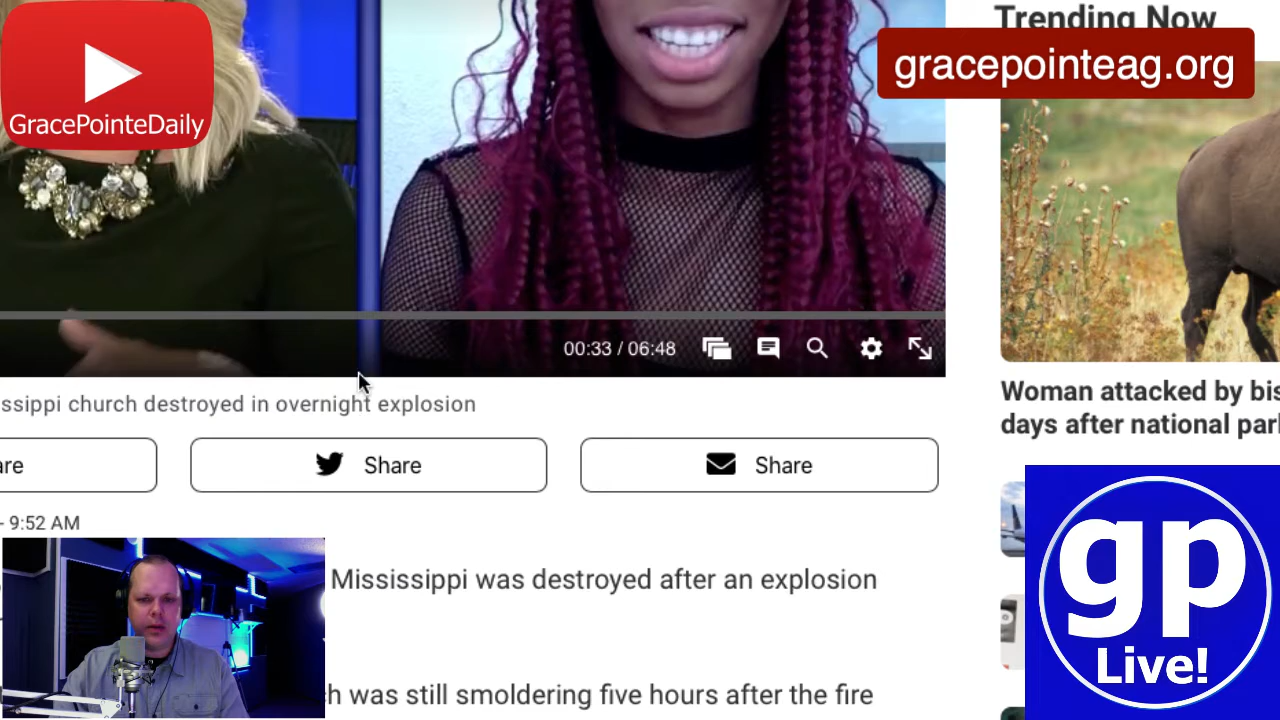 Trending Now
gracepointeag.org
GracePointeDaily
00:33 / 06:48
ssippi church destroyed in overnight explosion
are
Share
Share
- 9:52 AM
Woman attacked by bis
days after national park
Mississippi was destroyed after an explosion
h was still smoldering five hours after the fire
gp
Live!